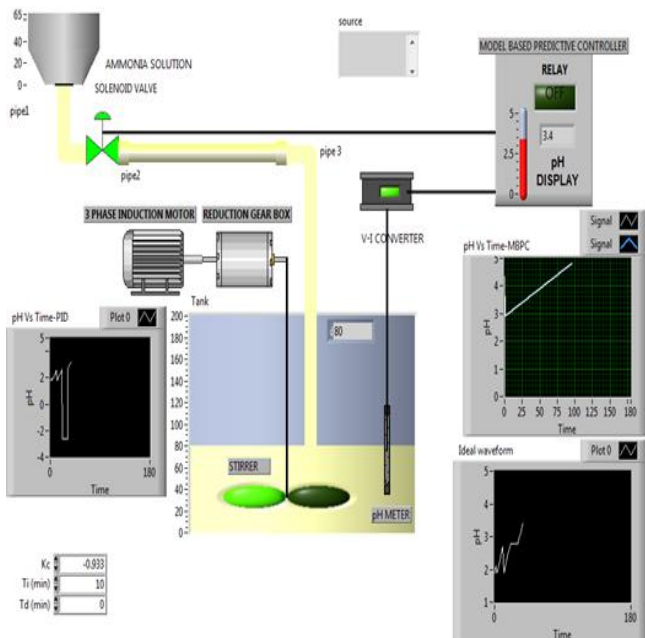 65
50
40
30
20
0
AMMONIA SOLUTION
SOLENOID VALVE
pipe1
pipe2
pipe 3
source
MODEL BASED PREDICTIVE CONTROLLER
RELAY
OFF
5
2.5
0
3.4
pH
DISPLAY
V-I CONVERTER
3 PHASE INDUCTION MOTOR
REDUCTION GEAR BOX
Signal
Signal
pH Vs Time-MBPC
5
4
3
2
1
0
pH
0 25 50 75 100 125 150 180
Time
pH Vs Time-PID
Plot 0
5
2
0
-2
-4
pH
0
180
Time
Tank
200
180
160
140
120
100
80
60
40
20
0
80
STIRRER
pH METER
Ideal waveform
Plot 0
5
4
3
2
1
pH
0
180
Time
Kc -0.933
Ti (min) 10
Td (min) 0